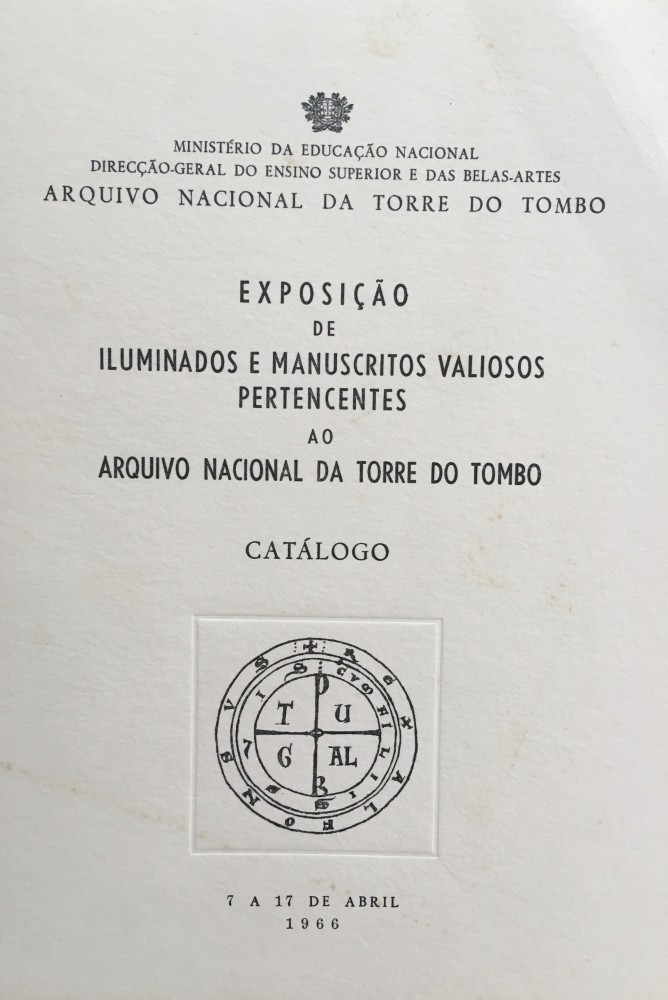 MINISTÉRIO DA EDUCAÇÃO NACIONAL
DIRECÇÃO-GERAL DO ENSINO SUPERIOR E DAS BELAS-ARTES
ARQUIVO NACIONAL DA TORRE DO TOMBO
EXPOSIÇÃO
DE
ILUMINADOS E MANUSCRITOS VALIOSOS
PERTENCENTES
AO
ARQUIVO NACIONAL DA TORRE DO TOMBO
CATÁLOGO
REX ALFONSVS
P
T U
G AL
R
7 A 17 DE ABRIL
1966